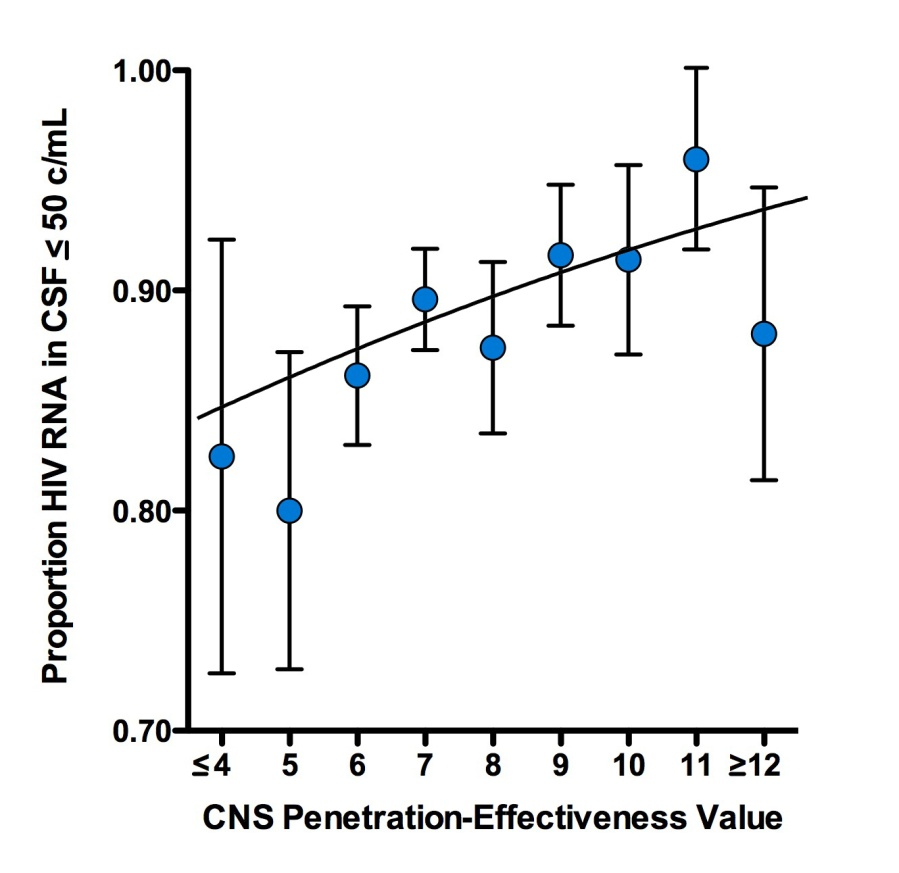 Proportion HIV RNA in CSF ≤ 50 c/mL
1.00
0.90
0.80
0.70
≤4 5 6 7 8 9 10 11 ≥12
CNS Penetration-Effectiveness Value